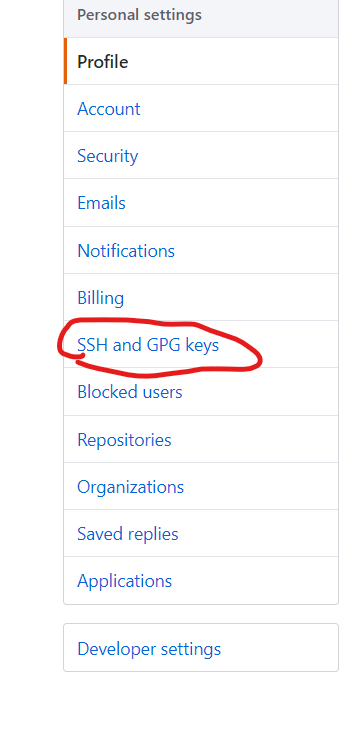 Personal settings
Profile
Account
Security
Emails
Notifications
Billing
SSH and GPG keys
Blocked users
Repositories
Organizations
Saved replies
Applications
Developer settings